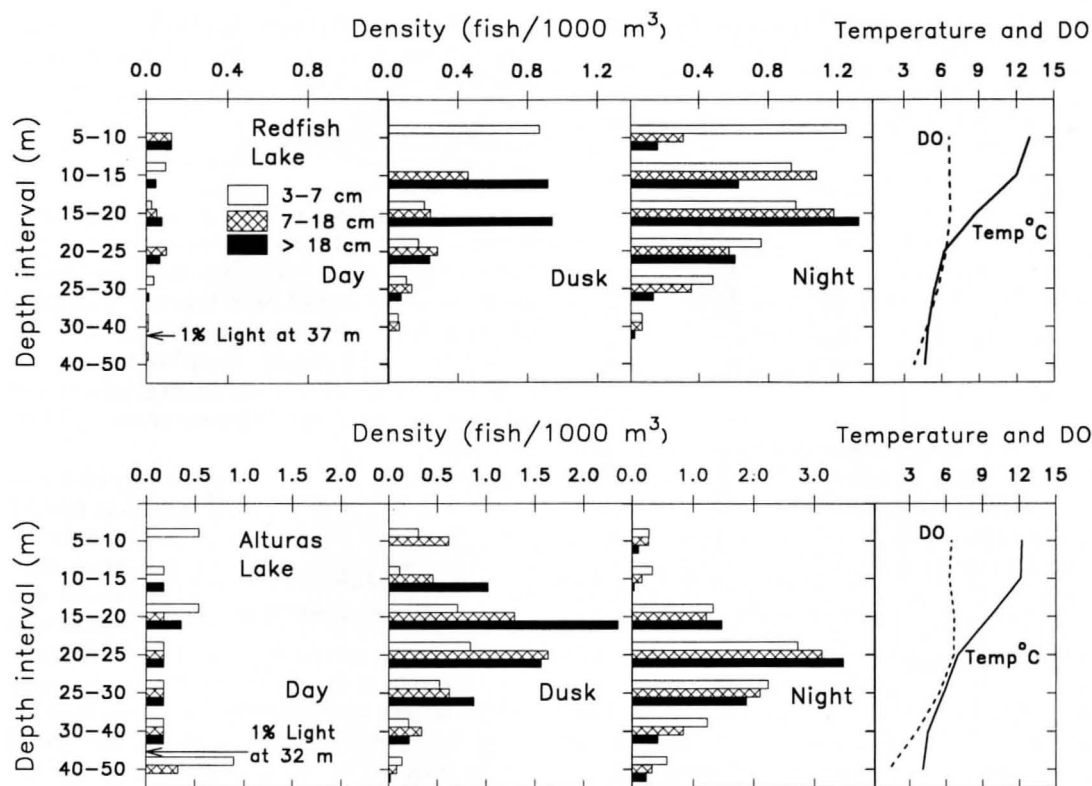 Density (fish/1000 m³) Temperature and DO
0.0 0.4 0.8 0.0 0.4 0.8 1.2 0.4 0.8 1.2 3 6 9 12 15
Depth interval (m)
5-10
10-15
15-20
20-25
25-30
30-40
40-50
Redfish
Lake
3-7 cm
7-18 cm
> 18 cm
Day
1% Light at 37 m
Dusk
Night
DO
Temp°C
Density (fish/1000 m³) Temperature and DO
0.0 0.5 1.0 0.0 0.5 1.0 1.5 2.0 0.0 1.0 2.0 3.0 3 6 9 12 15
Depth interval (m)
5-10
10-15
15-20
20-25
25-30
30-40
40-50
Alturas
Lake
Day
1% Light
at 32 m
Dusk
Night
DO
Temp°C